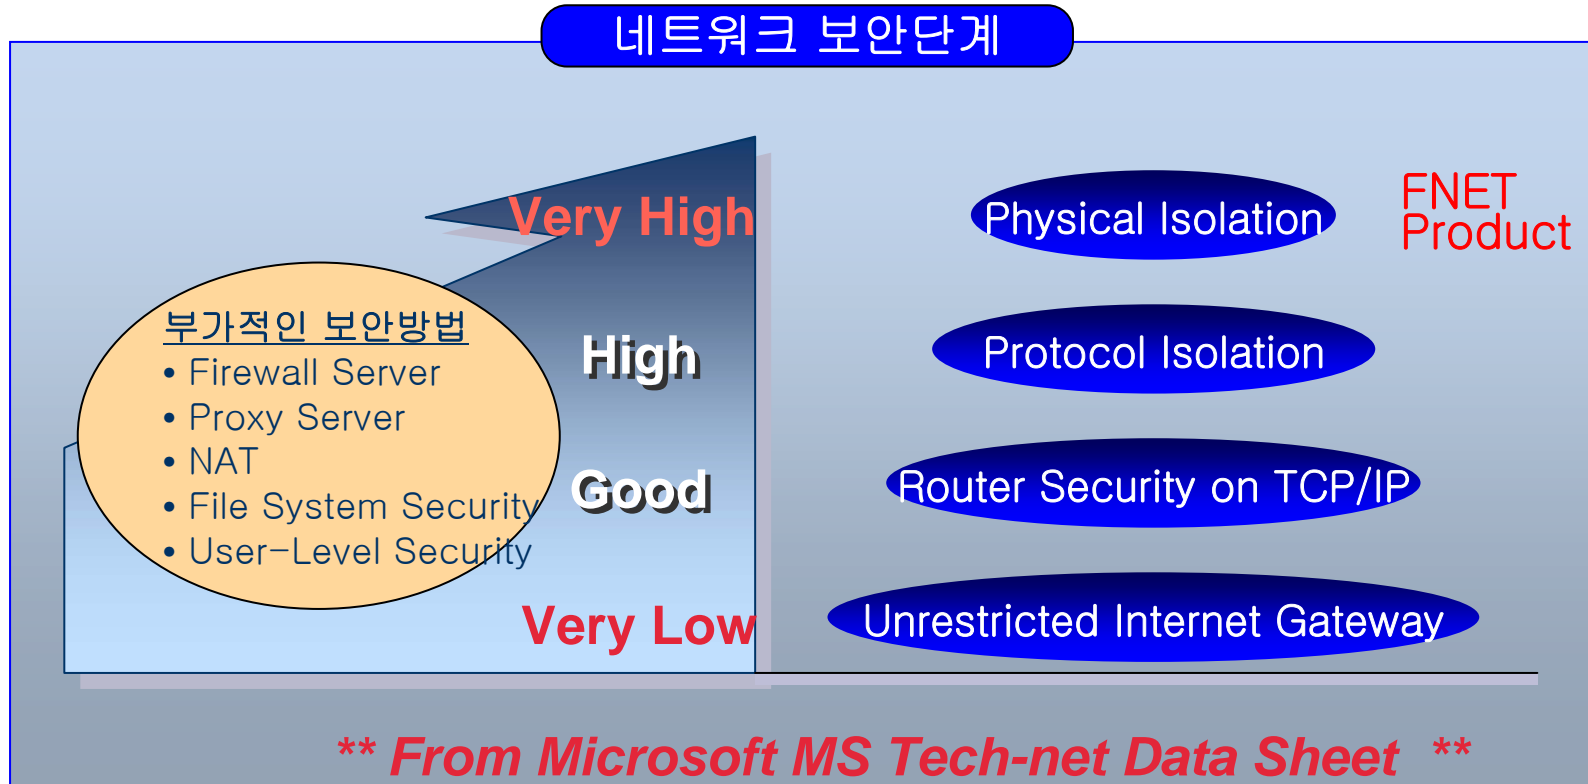 네트워크 보안단계
Very High
Physical Isolation
FNET
Product
부가적인 보안방법
• Firewall Server
• Proxy Server
• NAT
• File System Security
• User-Level Security
High
Protocol Isolation
Good
Router Security on TCP/IP
Very Low
Unrestricted Internet Gateway
** From Microsoft MS Tech-net Data Sheet **